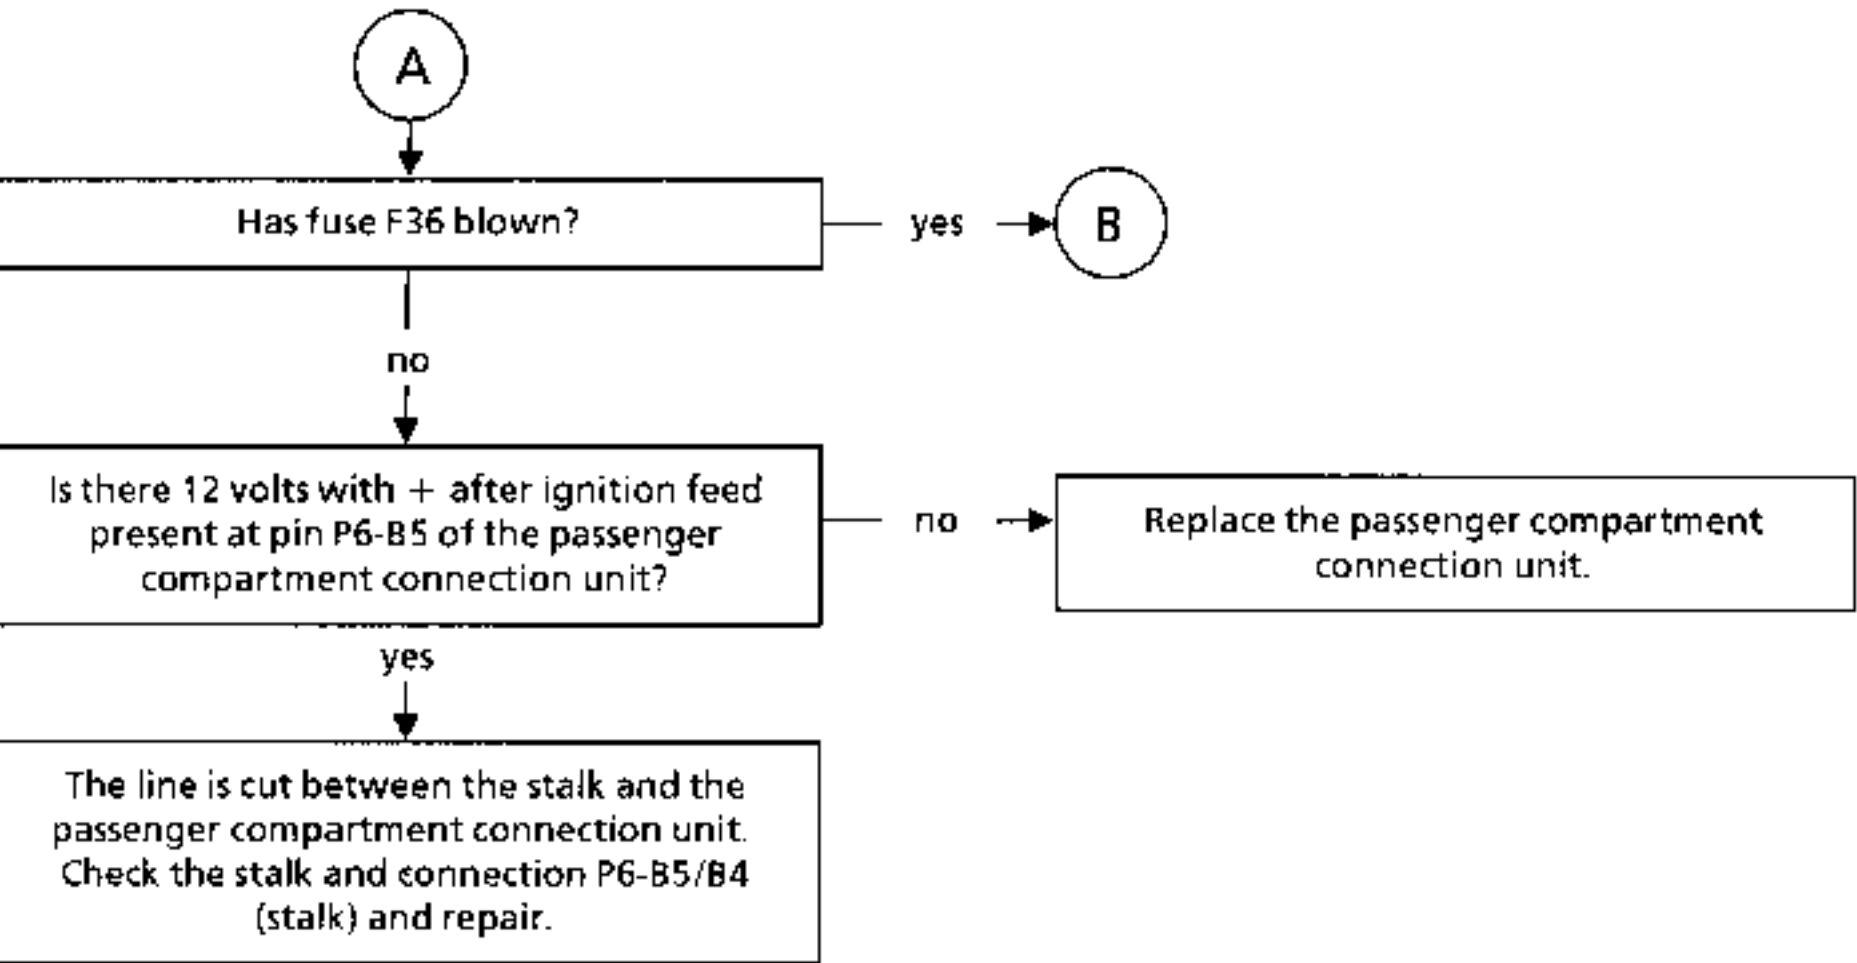 A
Has fuse F36 blown?
yes
B
no
Is there 12 volts with + after ignition feed
present at pin P6-B5 of the passenger
compartment connection unit?
no
Replace the passenger compartment
connection unit.
yes
The line is cut between the stalk and the
passenger compartment connection unit.
Check the stalk and connection P6-B5/B4
(stalk) and repair.